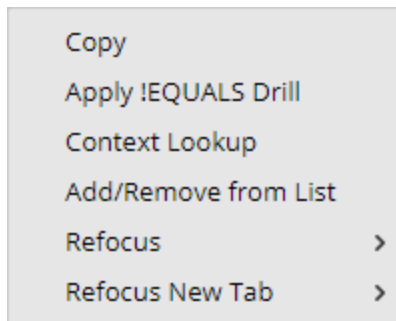 Copy
Apply !EQUALS Drill
Context Lookup
Add/Remove from List
Refocus
Refocus New Tab